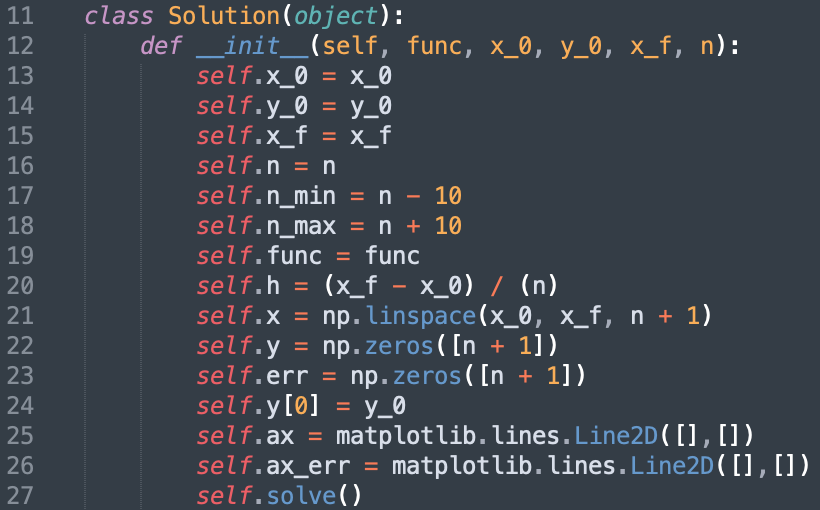 11 class Solution(object):
12 def __init__(self, func, x_0, y_0, x_f, n):
13 self.x_0 = x_0
14 self.y_0 = y_0
15 self.x_f = x_f
16 self.n = n
17 self.n_min = n - 10
18 self.n_max = n + 10
19 self.func = func
20 self.h = (x_f - x_0) / (n)
21 self.x = np.linspace(x_0, x_f, n + 1)
22 self.y = np.zeros([n + 1])
23 self.err = np.zeros([n + 1])
24 self.y[0] = y_0
25 self.ax = matplotlib.lines.Line2D([],[])
26 self.ax_err = matplotlib.lines.Line2D([],[])
27 self.solve()